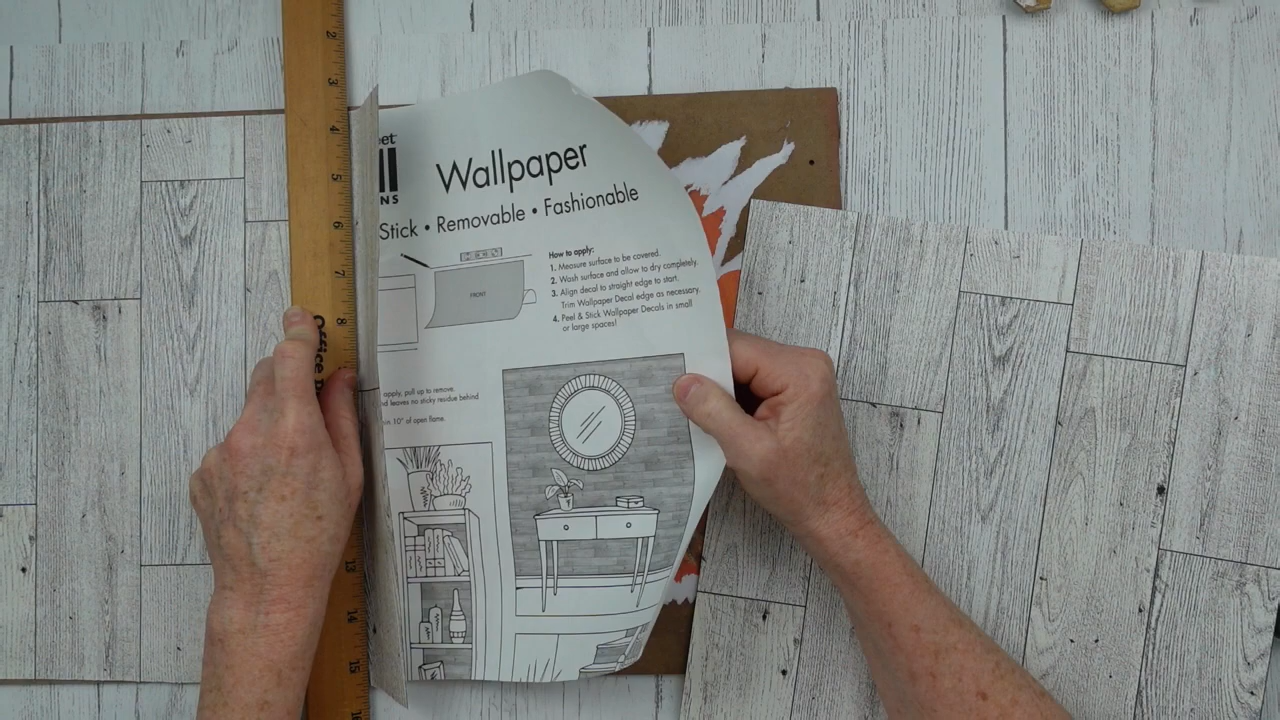 Wallpaper
Stick • Removable • Fashionable
How to apply:
1. Measure surface to be covered.
2. Wash surface and allow to dry completely.
3. Align decal to straight edge to start.
Trim Wallpaper Decal edge as necessary.
4. Peel & Stick Wallpaper Decals in small
or large spaces!
FRONT
apply, pull up to remove
leaves no sticky residue behind
10" of open flame.
Office
2
3
4
5
6
7
8
13
14
15